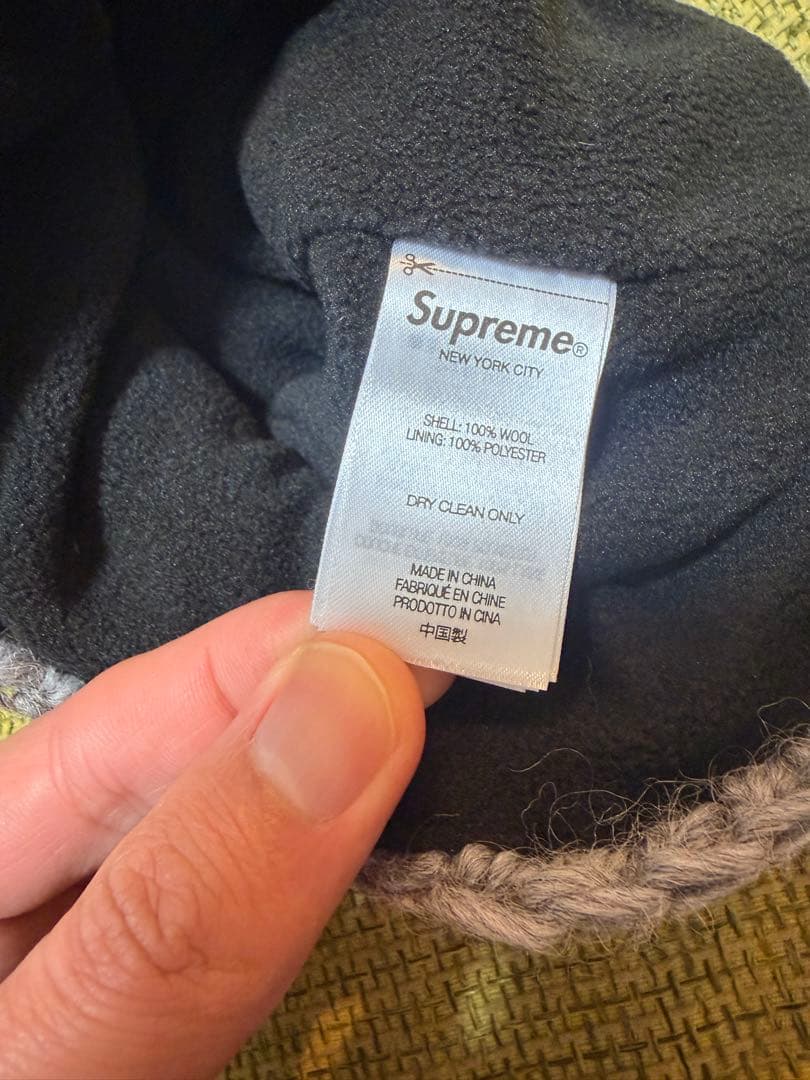 Supreme®
NEW YORK CITY
SHELL: 100% WOOL
LINING: 100% POLYESTER
DRY CLEAN ONLY
MADE IN CHINA
FABRIQUÉ EN CHINE
PRODOTTO IN CINA
中国製